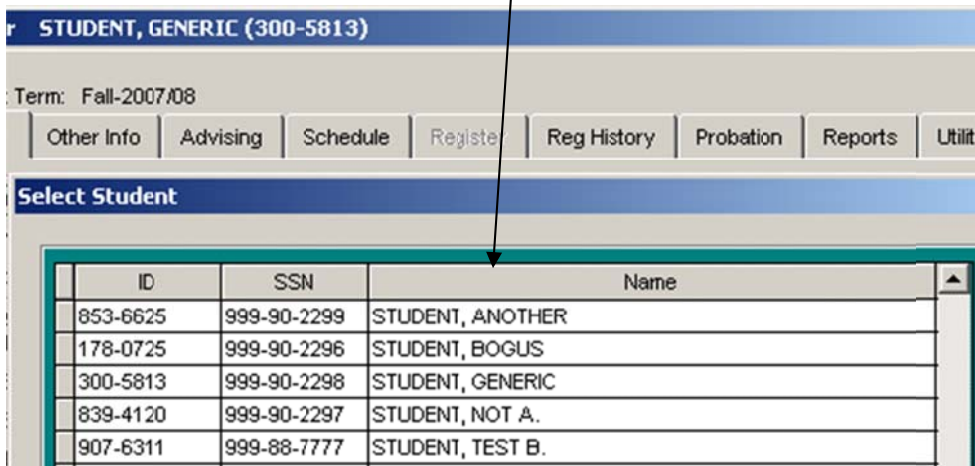 r STUDENT, GENERIC (300-5813)
Term: Fall-2007/08
Other Info Advising Schedule Register Reg History Probation Reports Utilit
Select Student
ID SSN Name
853-6625 999-90-2299 STUDENT, ANOTHER
178-0725 999-90-2296 STUDENT, BOGUS
300-5813 999-90-2298 STUDENT, GENERIC
839-4120 999-90-2297 STUDENT, NOT A.
907-6311 999-88-7777 STUDENT, TEST B.